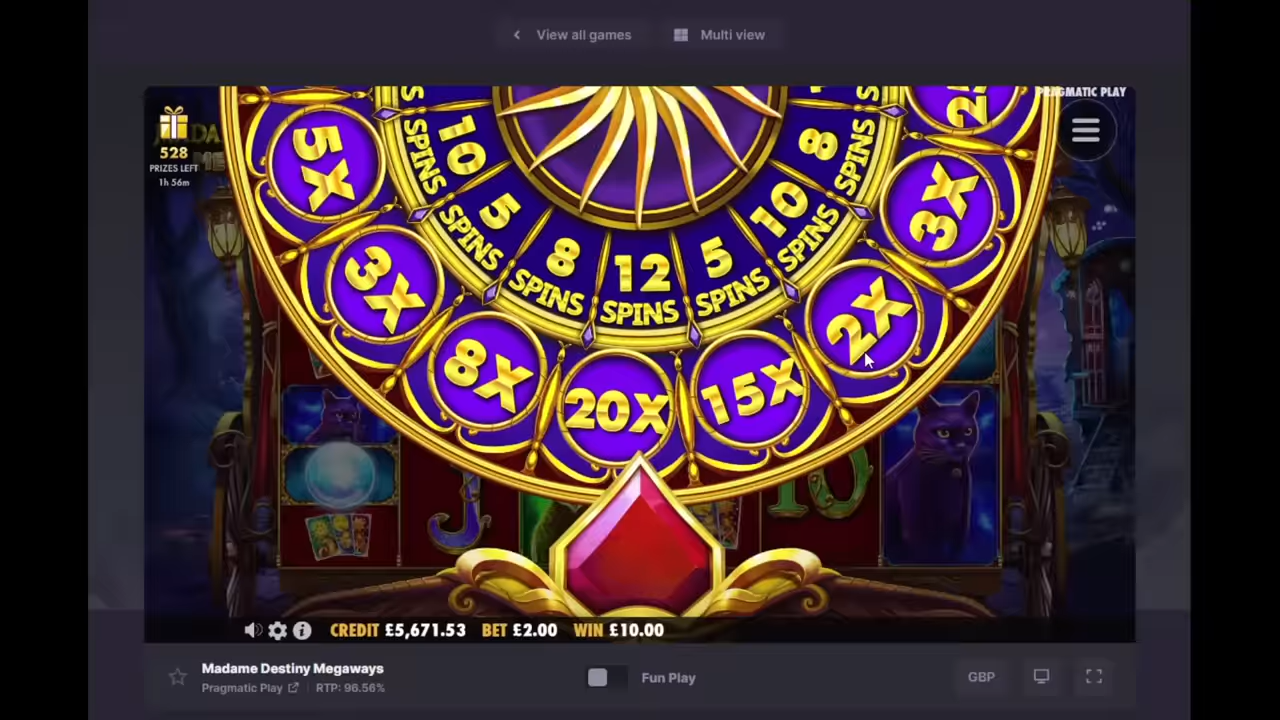 View all games
Multi view
PRAGMATIC PLAY
528
PRIZES LEFT
1h 56m
5X
3X
8X
20X
15X
2X
3X
10 SPINS
5 SPINS
8 SPINS
12 SPINS
5 SPINS
10 SPINS
8 SPINS
J
10
CREDIT £5,671.53 BET £2.00 WIN £10.00
Madame Destiny Megaways
Pragmatic Play RTP: 96.56%
Fun Play
GBP